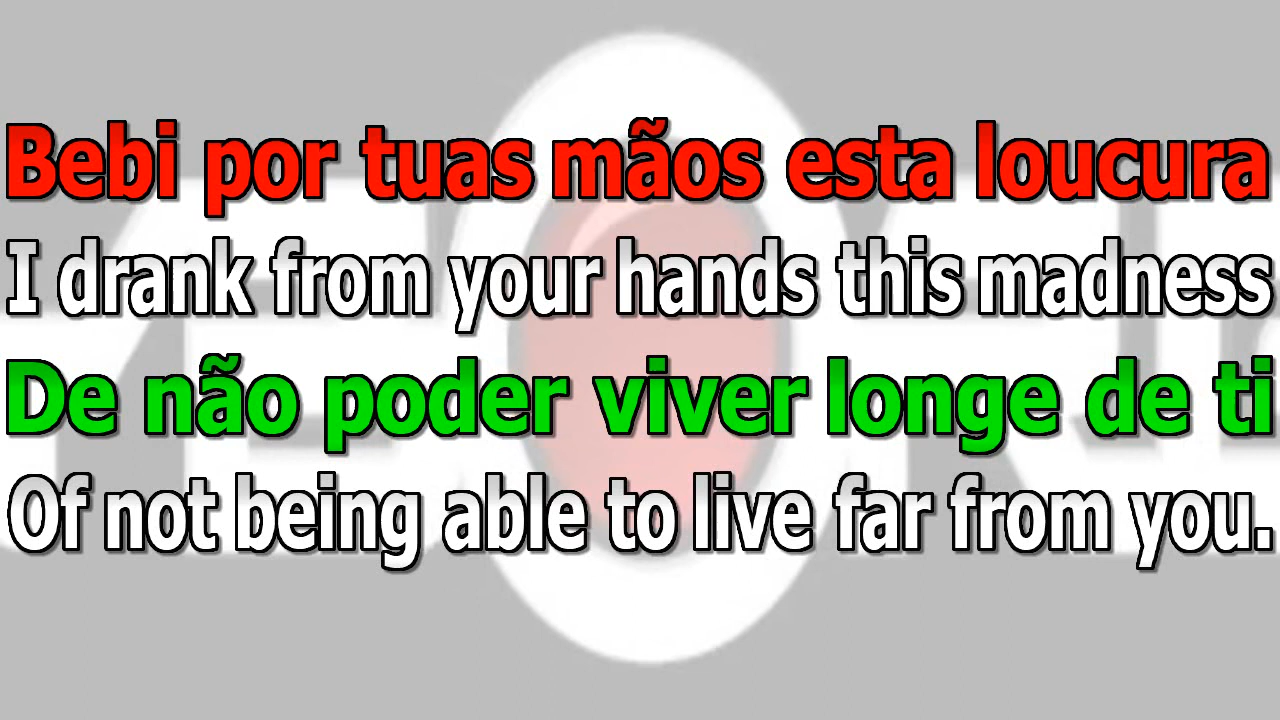 Bebi por tuas mãos esta loucura
I drank from your hands this madness
De não poder viver longe de ti
Of not being able to live far from you.